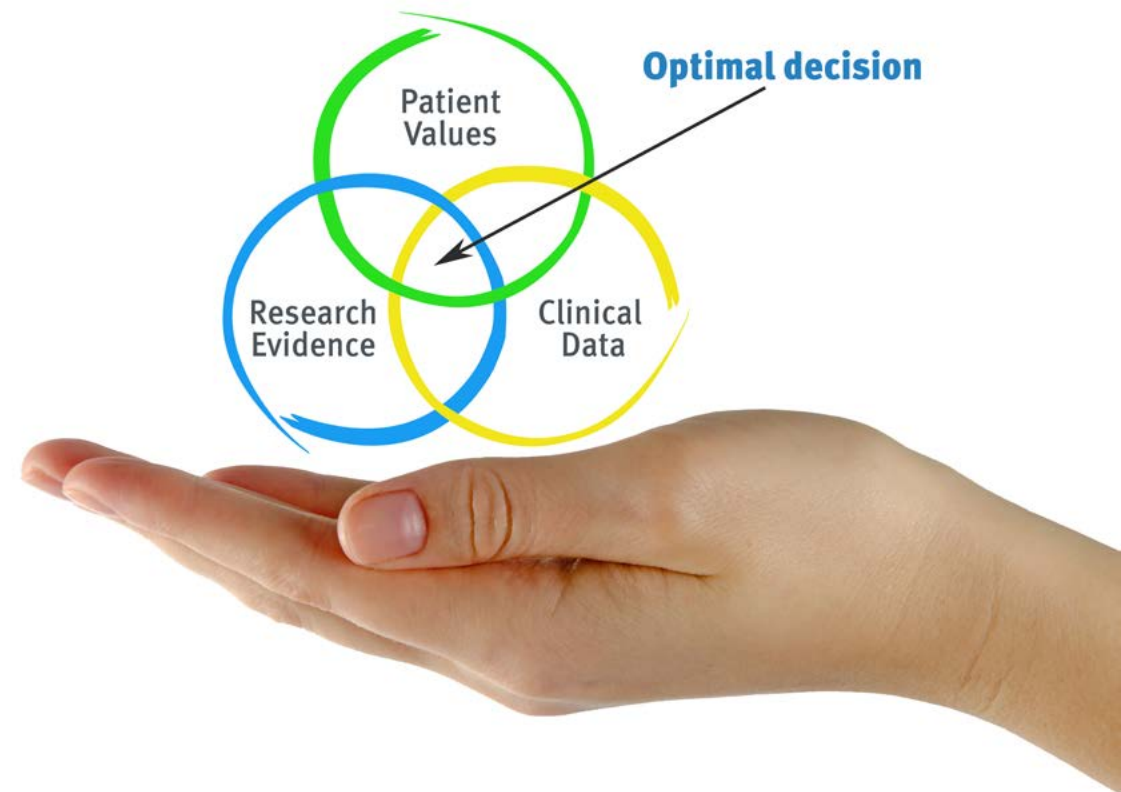 Optimal decision
Patient
Values
Research
Evidence
Clinical
Data